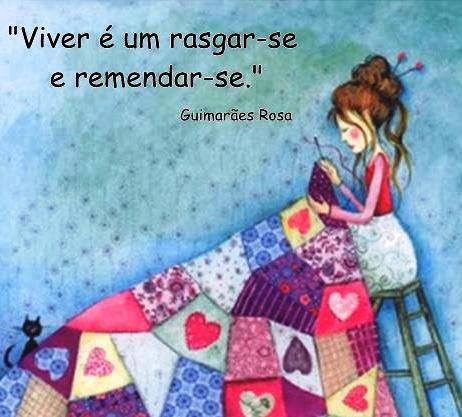 "Viver é um rasgar-se
e remendar-se."
Guimarães Rosa